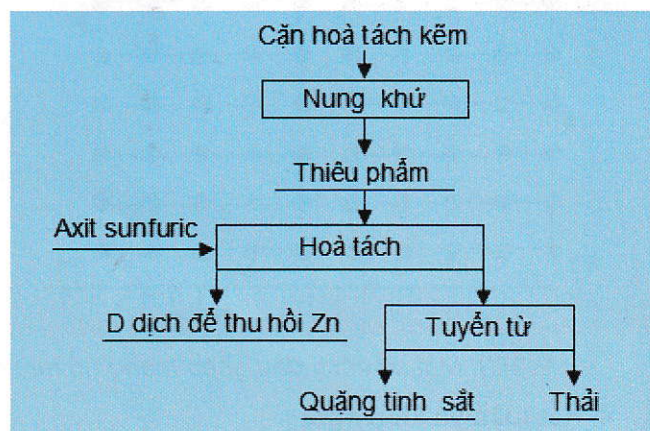 Cặn hoà tách kẽm
Nung khử
Thiêu phẩm
Axit sunfuric
Hoà tách
D dịch để thu hồi Zn
Tuyển từ
Quặng tinh sắt
Thải